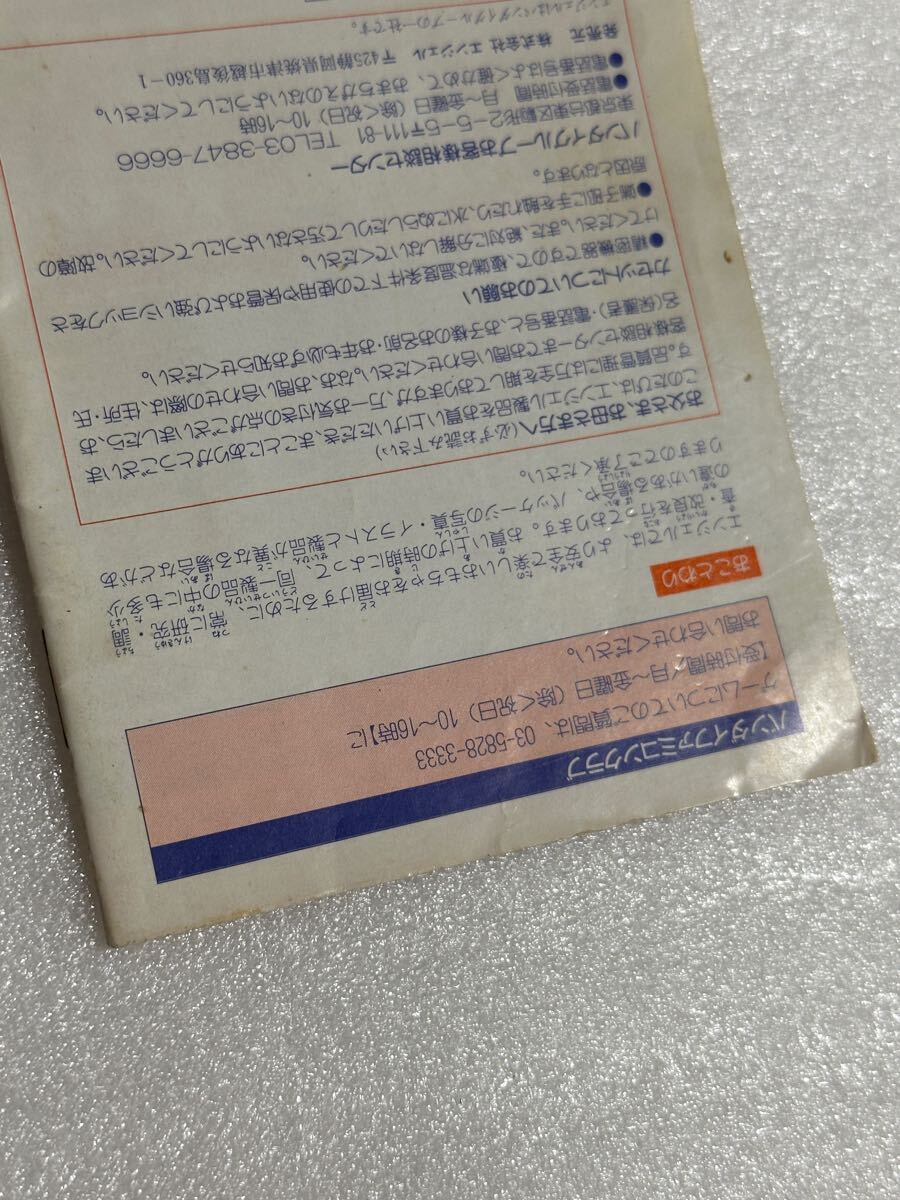 バンダイファミコンクラブ
ゲームについてのご質問は、03-5828-3333
【受付時間／月〜金曜日（除く祝日）10〜16時】に
お問い合わせください。
おことわり
エンジェルでは、より安全で楽しいおもちゃをお届けするために、常に研究・調
査・改良を行っております。お買い上げの時期によって、同一製品の中にも多少
の違いがある場合や、パッケージの写真・イラストと製品が異なる場合などがあ
りますのでご了承ください。
お父さま、お母さま方へ(必ずお読み下さい)
このたびは、エンジェル製品をお買い上げいただき、まことにありがとうございま
す。品質管理には万全を期しておりますが、万一お気付きの点がございましたら、お
客様相談センターまでお問い合わせください。なお、お問い合わせの際は、住所・氏
名(保護者)・電話番号と、お子様のお名前・お年も必ずお知らせください。
カセットについてのお願い
●精密機器ですので、極端な温度条件下での使用や保管および強いショックをさ
けてください。また、絶対に分解しないでください。
●端子部に手を触れたり、水にぬらしたりして汚さないようにしてください。故障の
原因となります。
バンダイグループお客様相談センター
東京都台東区駒形2-5-5〒111-81 TEL03-3847-6666
●電話受付時間 月〜金曜日（除く祝日）10〜16時
●電話番号はよく確かめて、おまちがえのないようにしてください。
発売元 株式会社 エンジェル 〒425静岡県焼津市越後島360-1
エンジェルはバンダイグループの一社です。